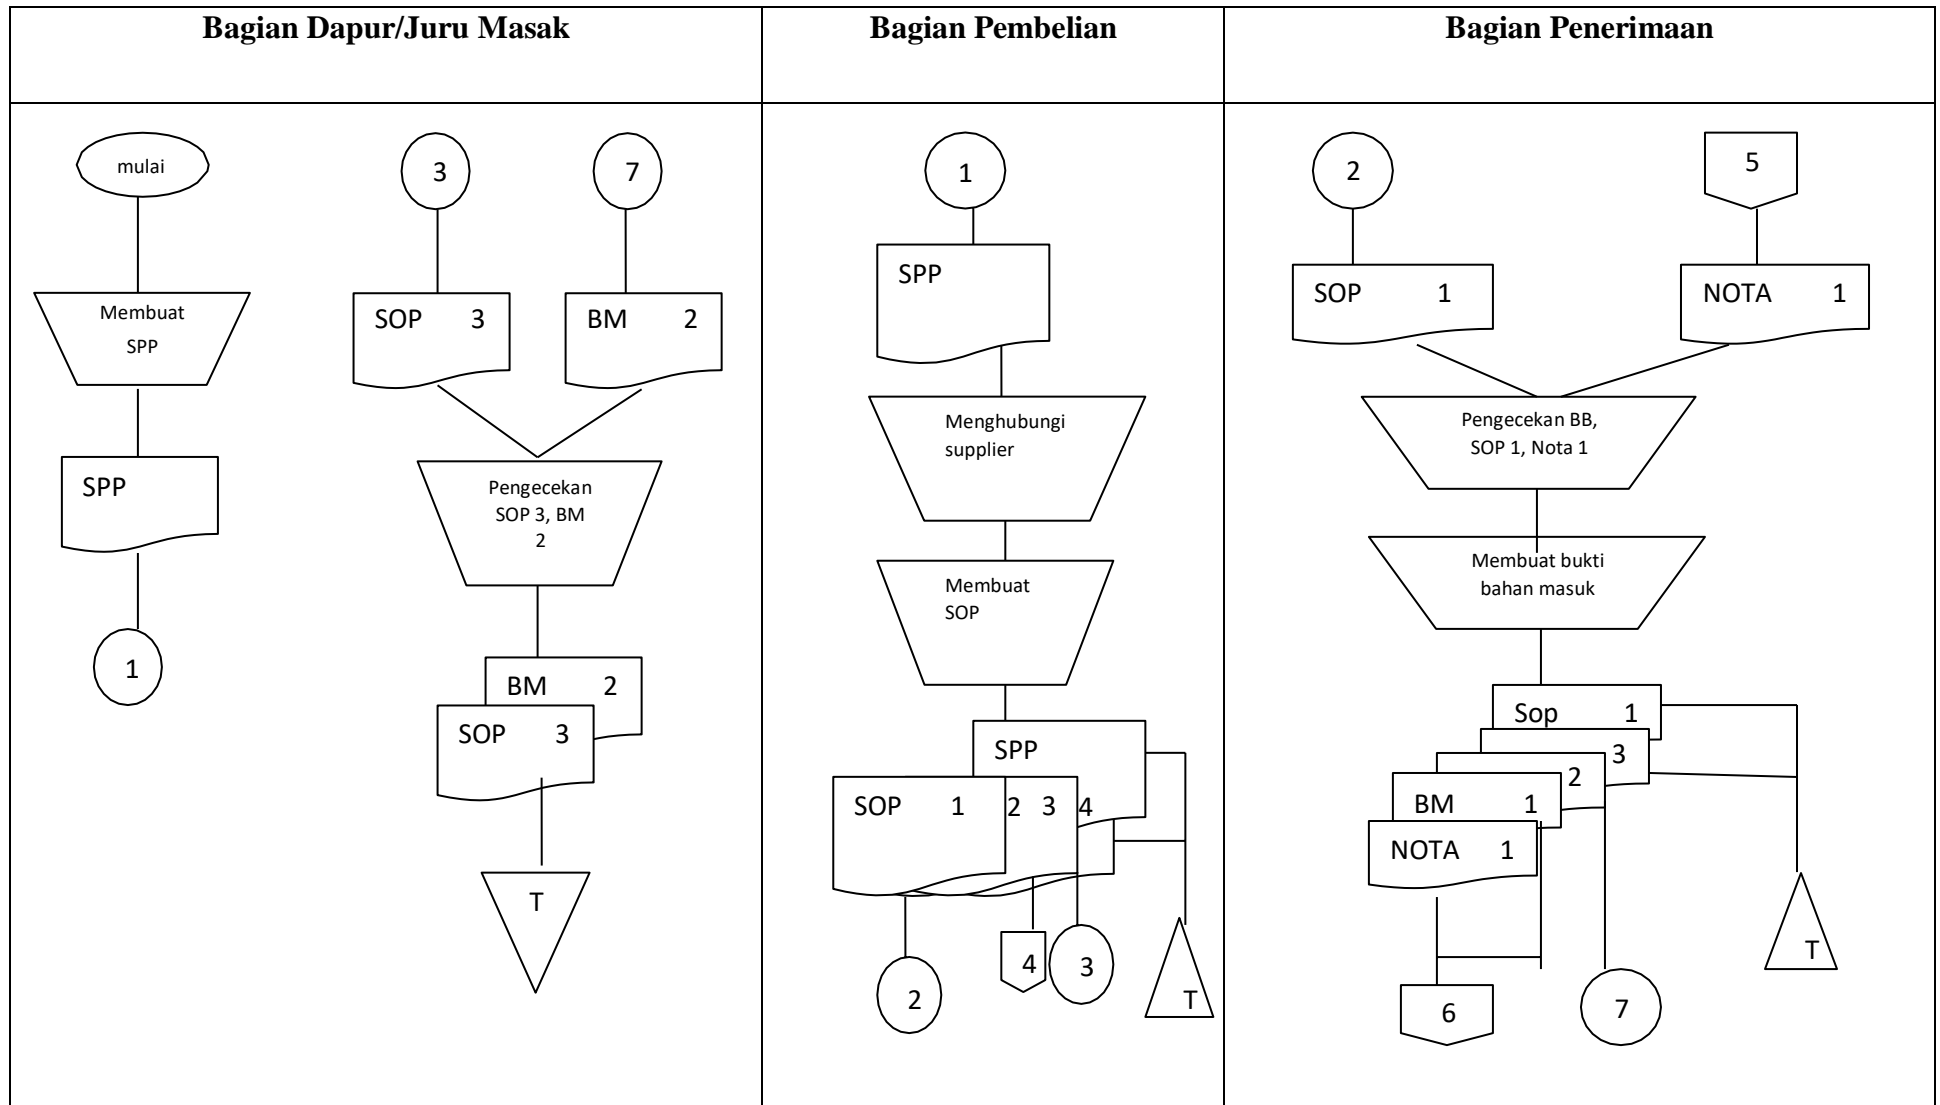 Bagian Dapur/Juru Masak
Bagian Pembelian
Bagian Penerimaan
mulai
Membuat
SPP
SPP
1
3
7
SOP 3
BM 2
Pengecekan
SOP 3, BM
2
BM 2
SOP 3
T
1
SPP
Menghubungi
supplier
Membuat
SOP
SPP
SOP 1 2 3 4
4
3
2
T
2
5
SOP 1
NOTA 1
Pengecekan BB,
SOP 1, Nota 1
Membuat bukti
bahan masuk
Sop 1
3
2
BM 1
NOTA 1
T
6
7